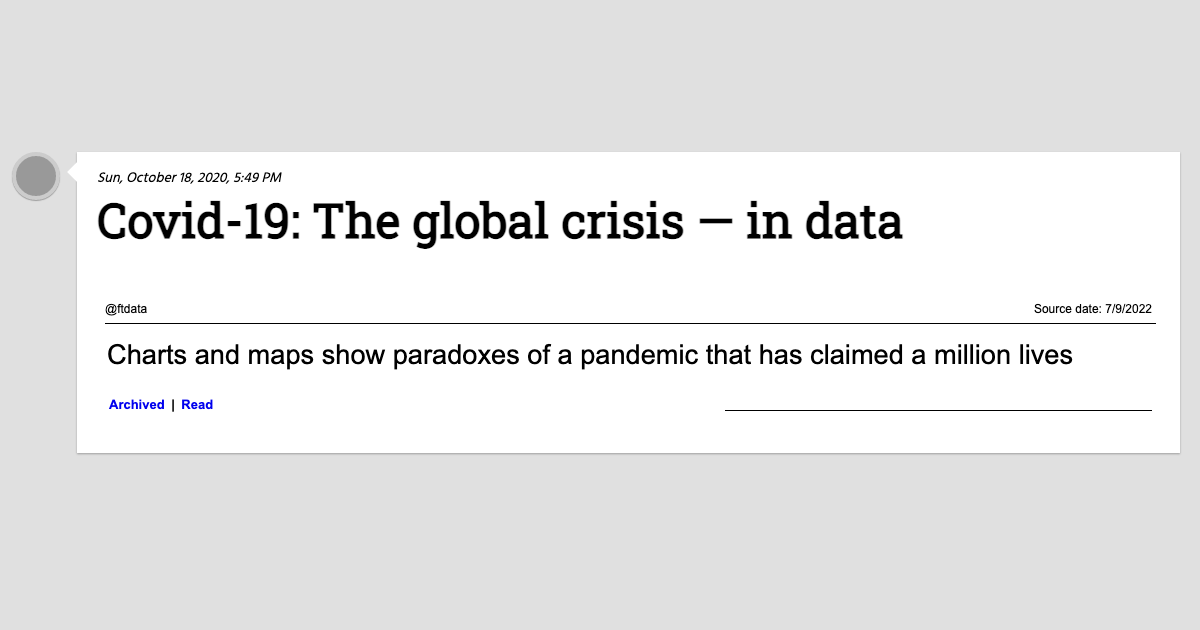 Sun, October 18, 2020, 5:49 PM
Covid-19: The global crisis — in data
@ftdata
Source date: 7/9/2022
Charts and maps show paradoxes of a pandemic that has claimed a million lives
Archived | Read